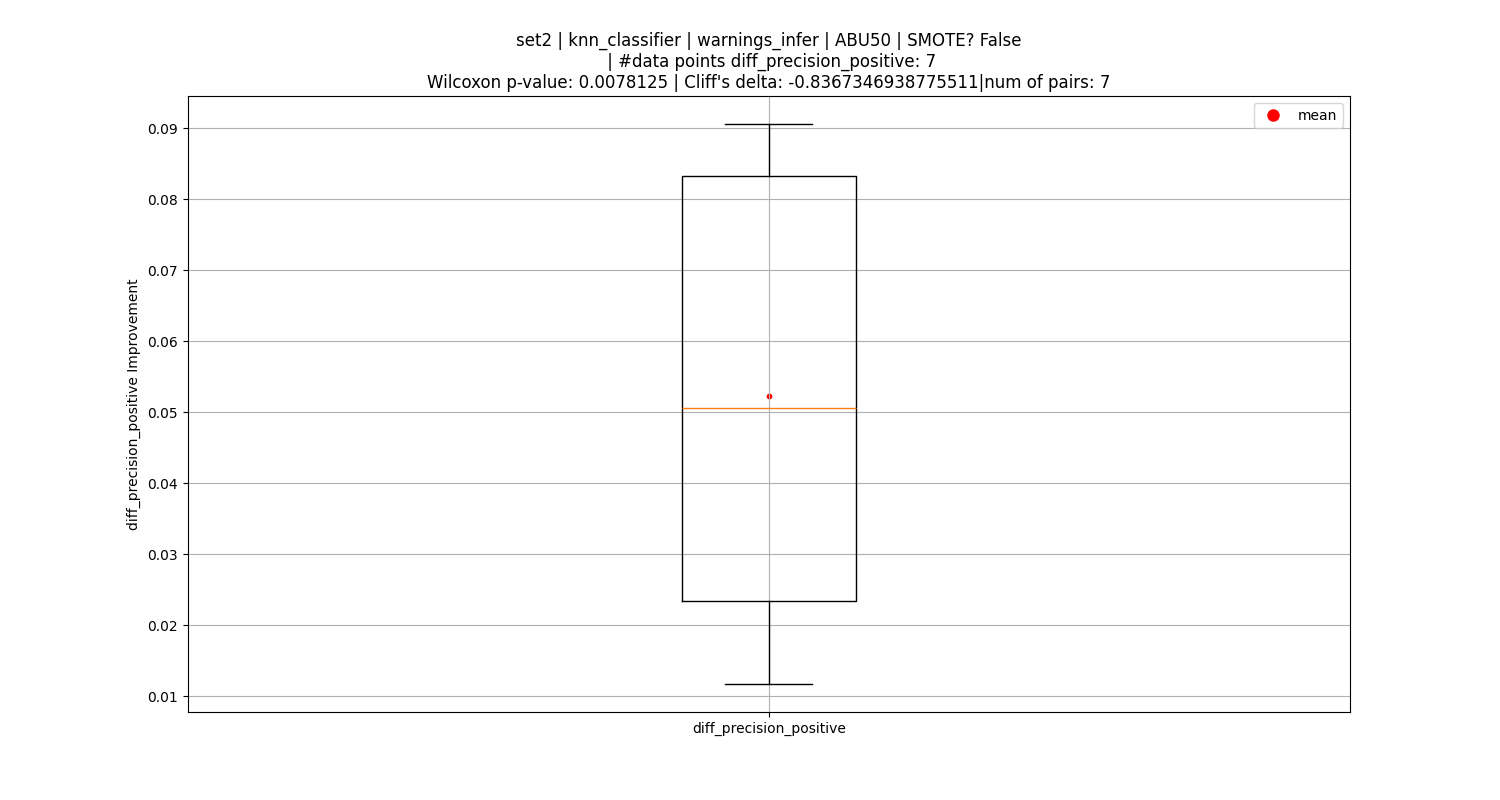 set2 | knn_classifier | warnings_infer | ABU50 | SMOTE? False
| #data points diff_precision_positive: 7
Wilcoxon p-value: 0.0078125 | Cliff's delta: -0.8367346938775511|num of pairs: 7
mean
0.09
0.08
0.07
0.06
0.05
0.04
0.03
0.02
0.01
diff_precision_positive Improvement
diff_precision_positive